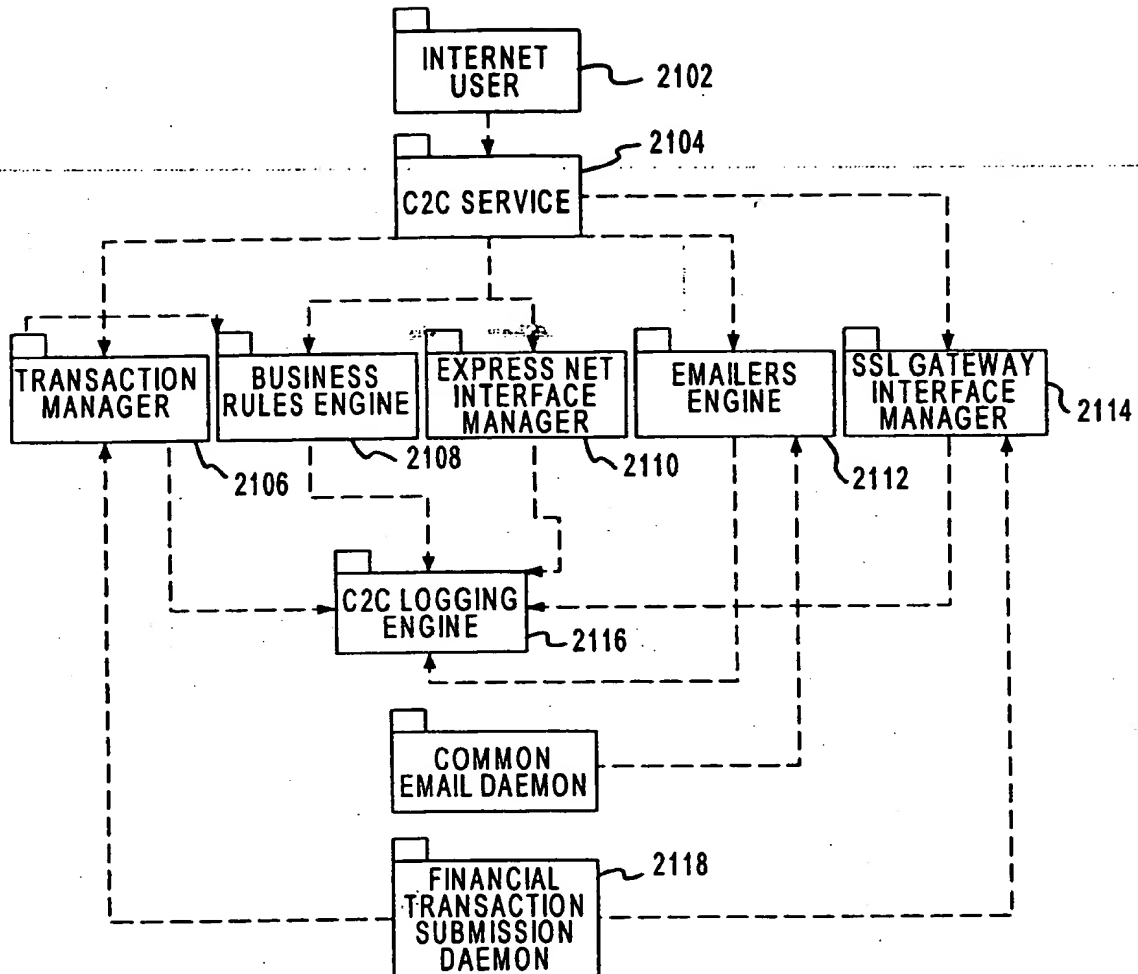 INTERNET
USER
2102
2104
C2C SERVICE
TRANSACTION
MANAGER
2106
BUSINESS
RULES ENGINE
2108
EXPRESS NET
INTERFACE
MANAGER
2110
EMAILERS
ENGINE
2112
SSL GATEWAY
INTERFACE
MANAGER
2114
C2C LOGGING
ENGINE
2116
COMMON
EMAIL DAEMON
2118
FINANCIAL
TRANSACTION
SUBMISSION
DAEMON